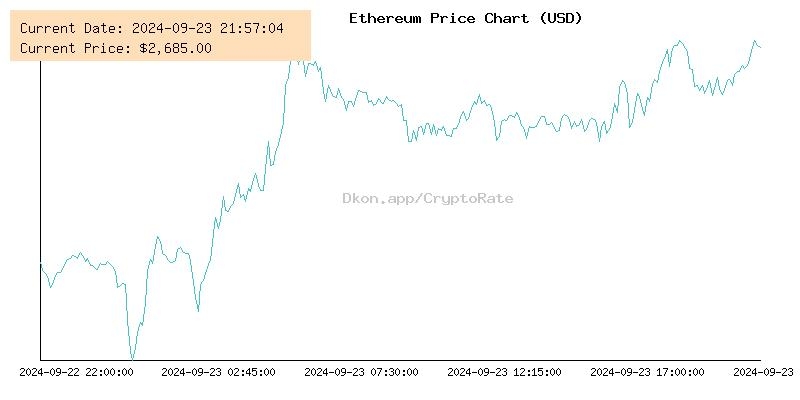 Ethereum Price Chart (USD)
Current Date: 2024-09-23 21:57:04
Current Price: $2,685.00
Dkon.app/CryptoRate
2024-09-22 22:00:00
2024-09-23 02:45:00
2024-09-23 07:30:00
2024-09-23 12:15:00
2024-09-23 17:00:00
2024-09-23